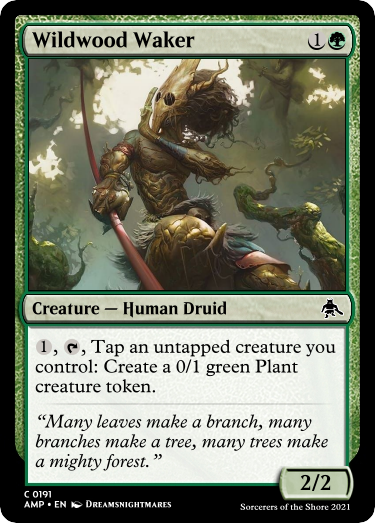 Wildwood Waker 1
Creature — Human Druid
1, , Tap an untapped creature you
control: Create a 0/1 green Plant
creature token.
“Many leaves make a branch, many
branches make a tree, many trees make
a mighty forest.”
2/2
C 0191
AMP • EN Dreamsnightmares
Sorcerers of the Shore 2021